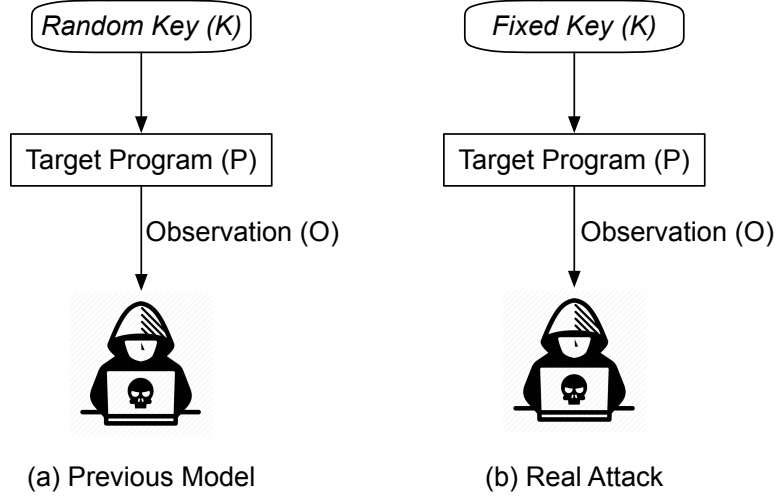 Random Key (K)
Target Program (P)
Observation (O)
(a) Previous Model
Fixed Key (K)
Target Program (P)
Observation (O)
(b) Real Attack